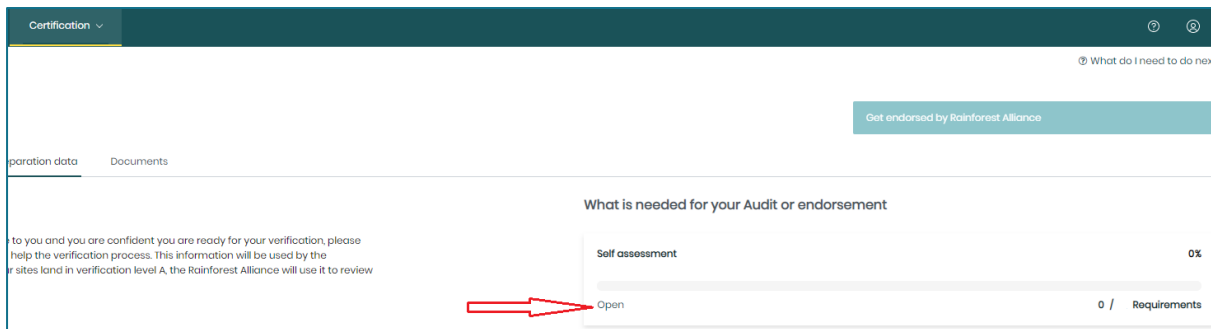 Certification
What do I need to do nex
Get endorsed by Rainforest Alliance
eparation data Documents
What is needed for your Audit or endorsement
e to you and you are confident you are ready for your verification, please
help the verification process. This information will be used by the
ir sites land in verification level A, the Rainforest Alliance will use it to review
Self assessment 0%
Open 0 / Requirements